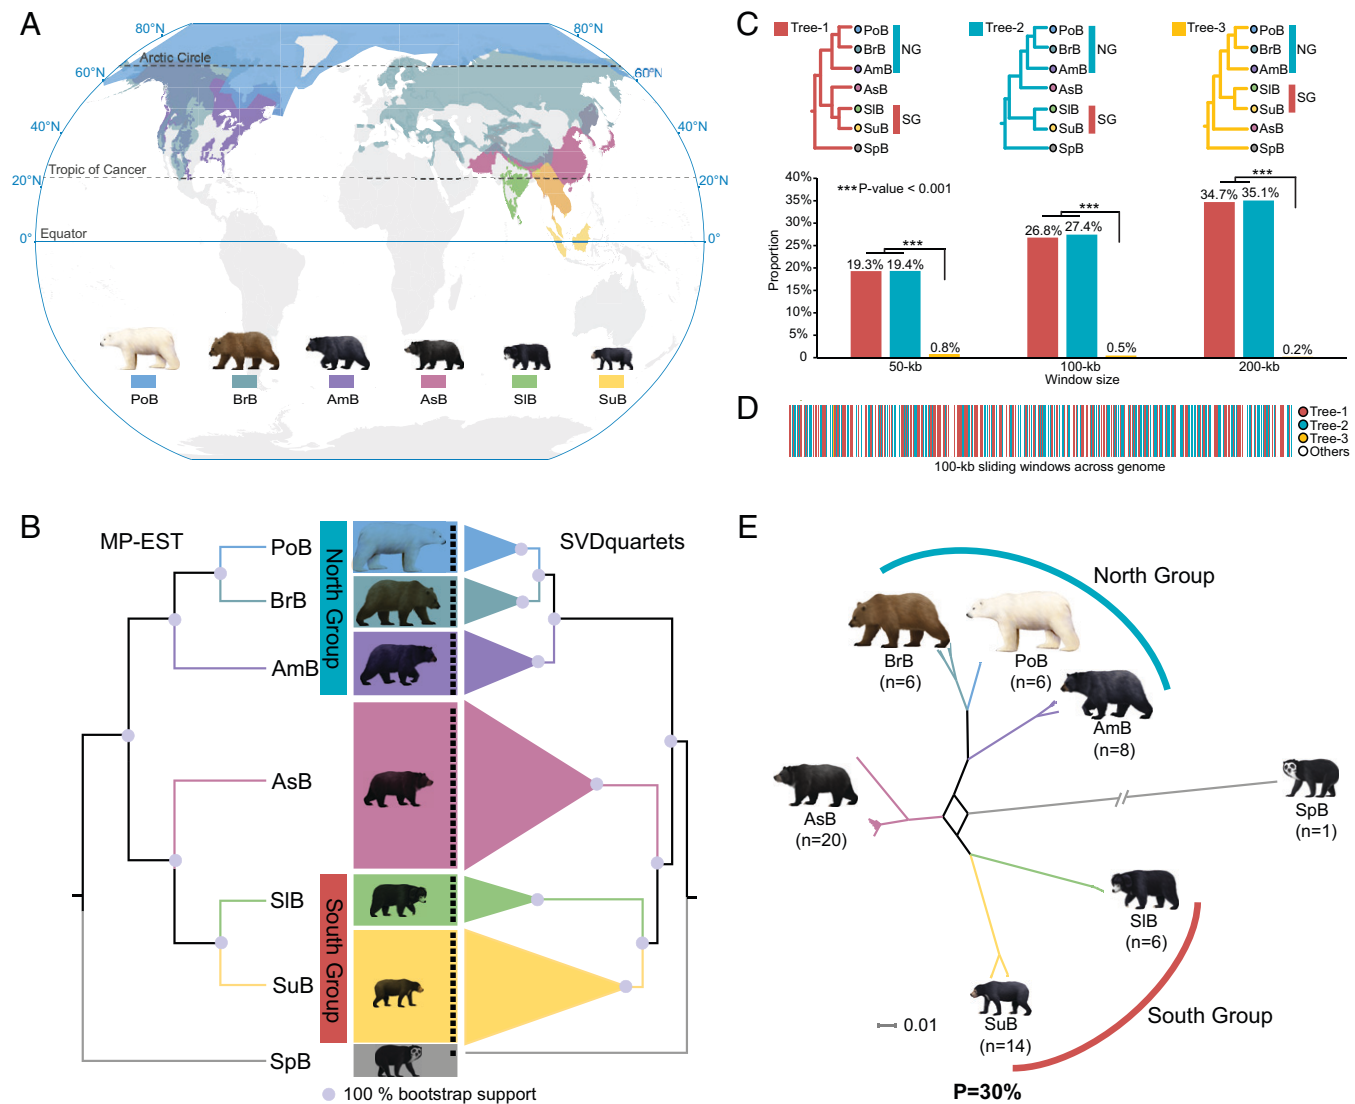 A
80°N
80°N
Arctic Circle
60°N
60°N
40°N
40°N
Tropic of Cancer
20°N
20°N
Equator
0°
0°
PoB
BrB
AmB
AsB
SlB
SuB
C
Tree-1
PoB
BrB
AmB
AsB
SlB
SuB
SpB
NG
SG
Tree-2
PoB
BrB
AmB
AsB
SlB
SuB
SpB
NG
SG
Tree-3
PoB
BrB
AmB
SlB
SuB
AsB
SpB
NG
SG
Proportion
40%
35%
30%
25%
20%
15%
10%
5%
0
***P-value < 0.001
19.3%
19.4%
0.8%
***
26.8%
27.4%
0.5%
***
34.7%
35.1%
0.2%
***
50-kb
100-kb
200-kb
Window size
D
Tree-1
Tree-2
Tree-3
Others
100-kb sliding windows across genome
B
MP-EST
SVDquartets
PoB
BrB
AmB
AsB
SlB
SuB
SpB
North Group
South Group
100 % bootstrap support
E
North Group
BrB
(n=6)
PoB
(n=6)
AmB
(n=8)
AsB
(n=20)
SpB
(n=1)
SlB
(n=6)
SuB
(n=14)
South Group
0.01
P=30%